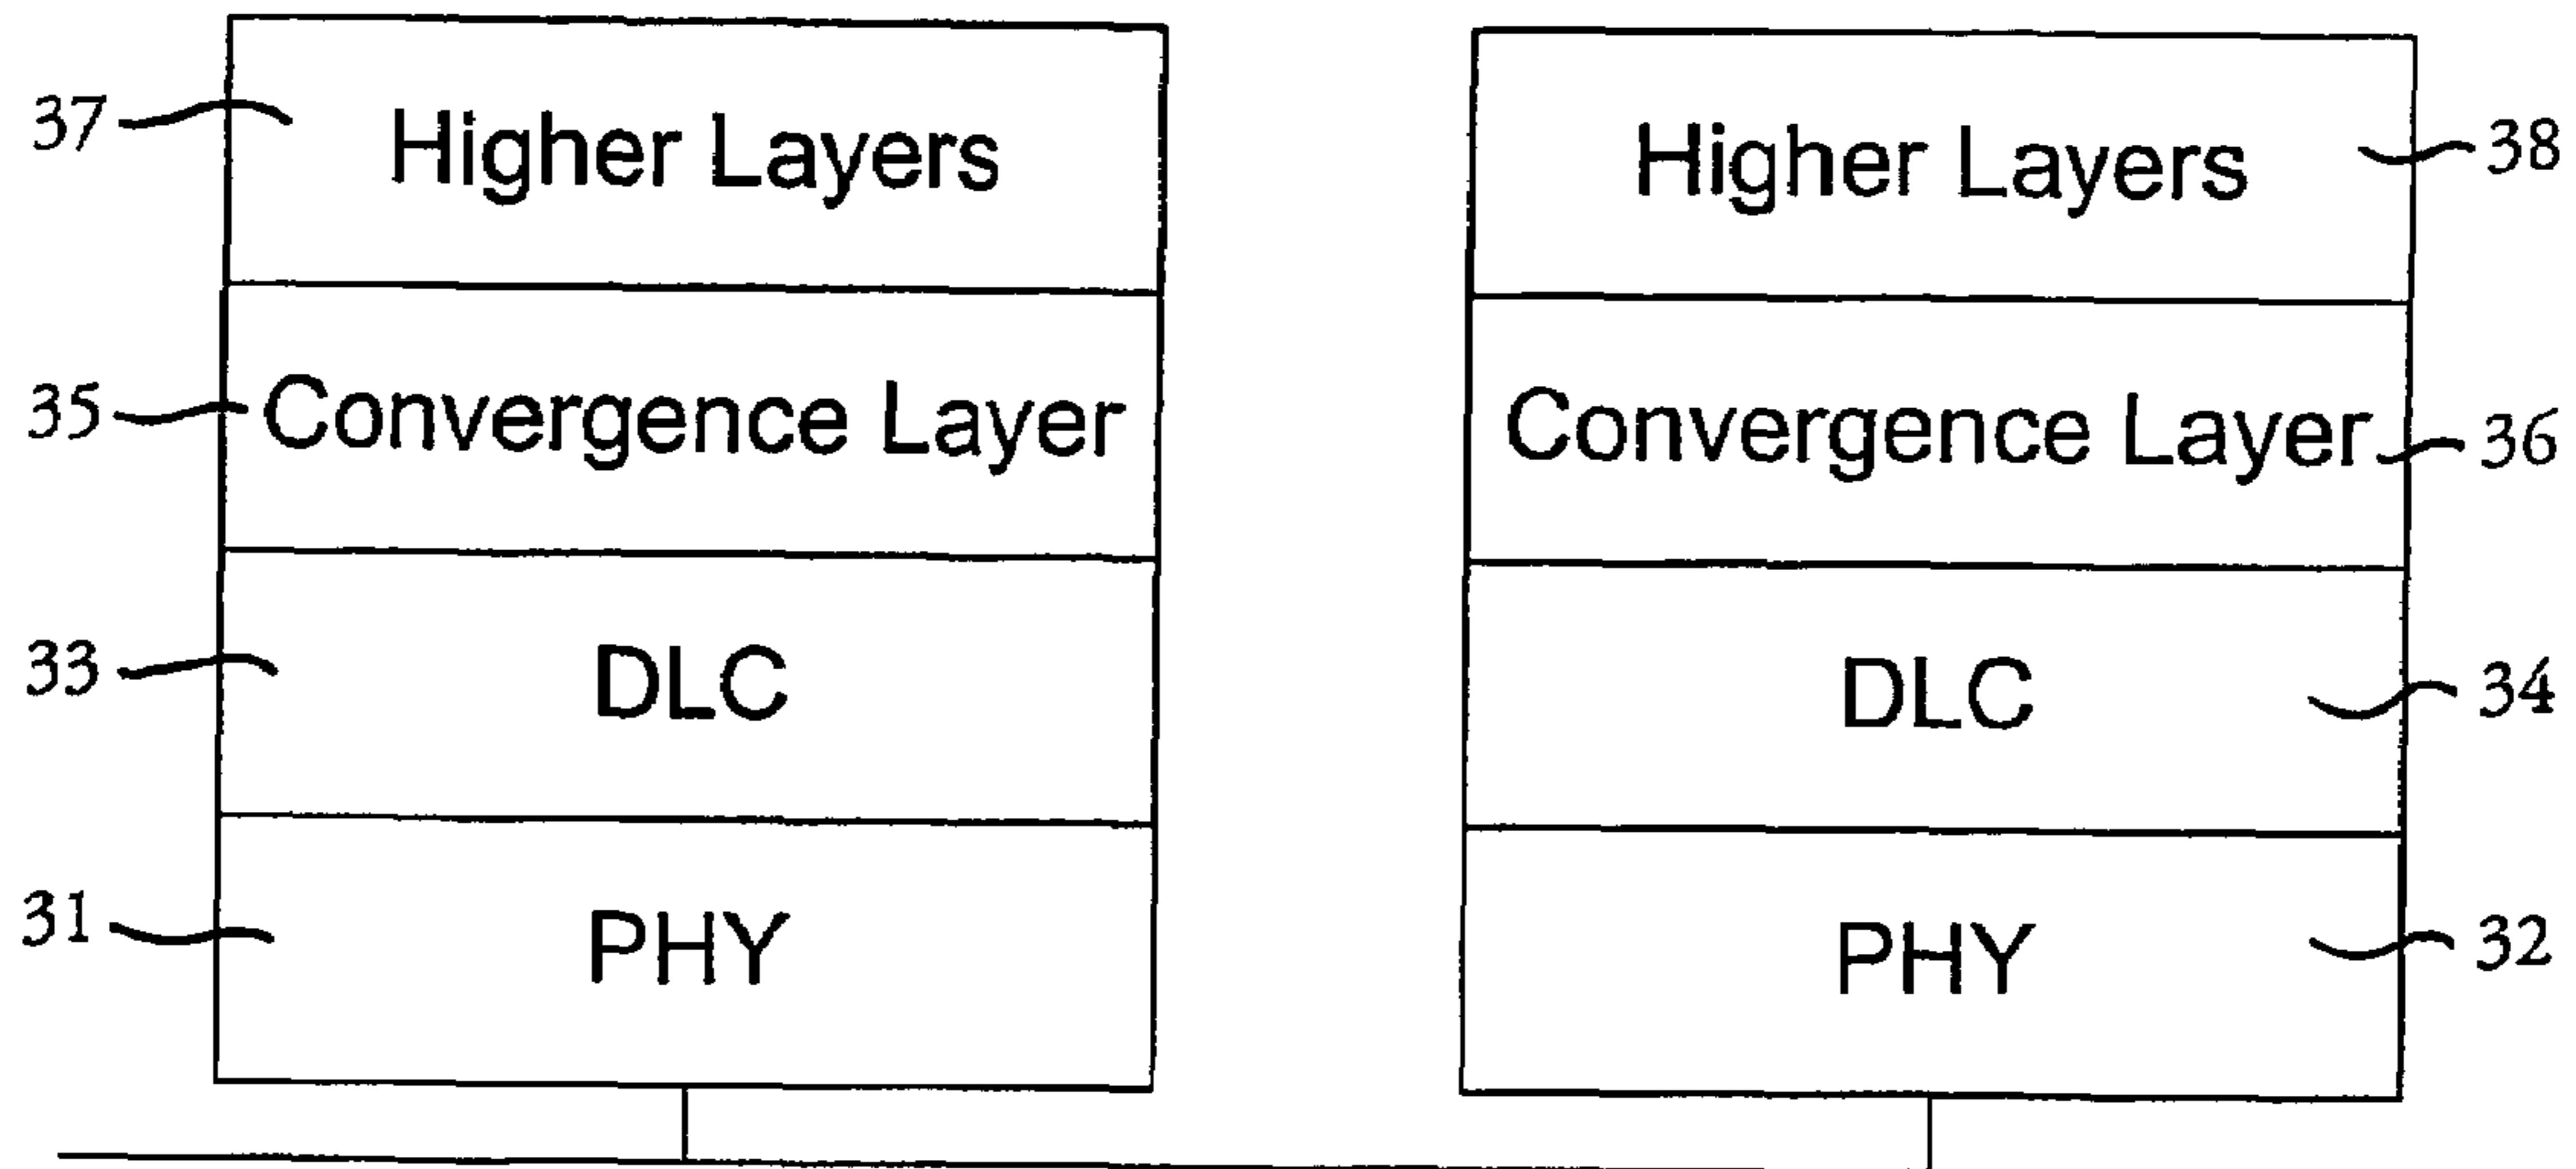 37 Higher Layers Higher Layers 38
35 Convergence Layer Convergence Layer 36
33 DLC DLC 34
31 PHY PHY 32